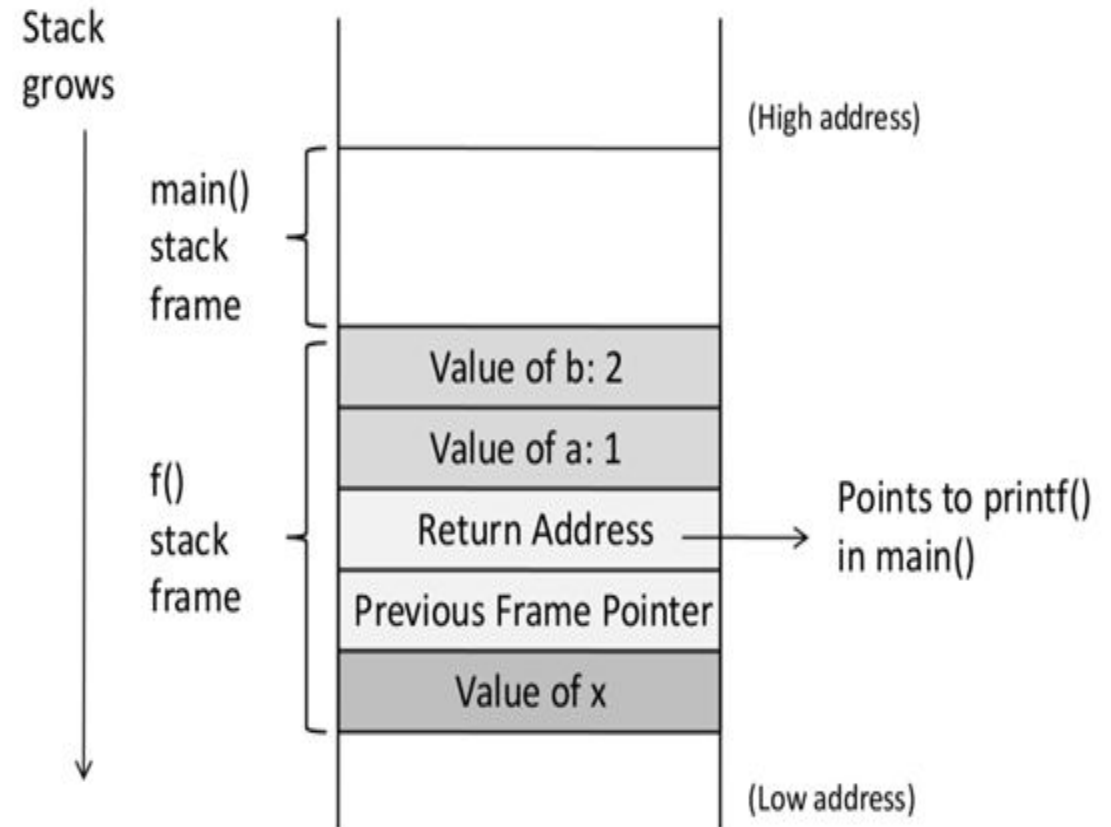 Stack
grows
(High address)
main()
stack
frame
Value of b: 2
Value of a: 1
f()
stack
frame
Return Address
Points to printf()
in main()
Previous Frame Pointer
Value of x
(Low address)